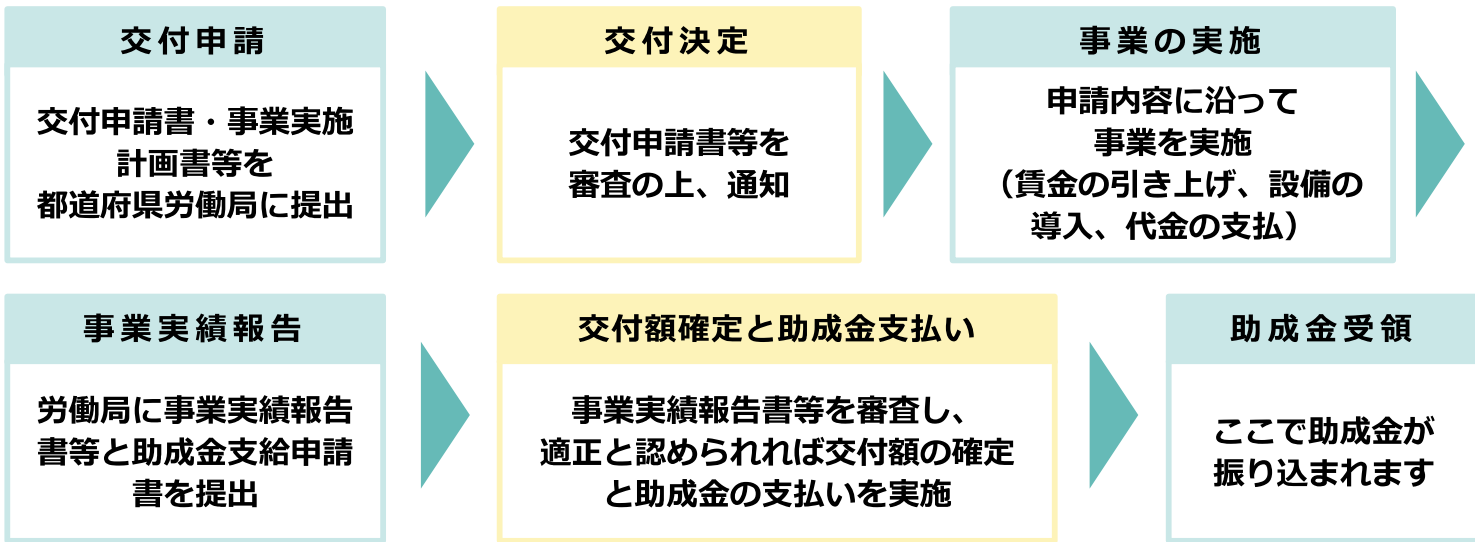 交付申請
交付申請書・事業実施
計画書等を
都道府県労働局に提出
交付決定
交付申請書等を
審査の上、通知
事業の実施
申請内容に沿って
事業を実施
（賃金の引き上げ、設備の
導入、代金の支払）
事業実績報告
労働局に事業実績報告
書等と助成金支給申請
書を提出
交付額確定と助成金支払い
事業実績報告書等を審査し、
適正と認められれば交付額の確定
と助成金の支払いを実施
助成金受領
ここで助成金が
振り込まれます